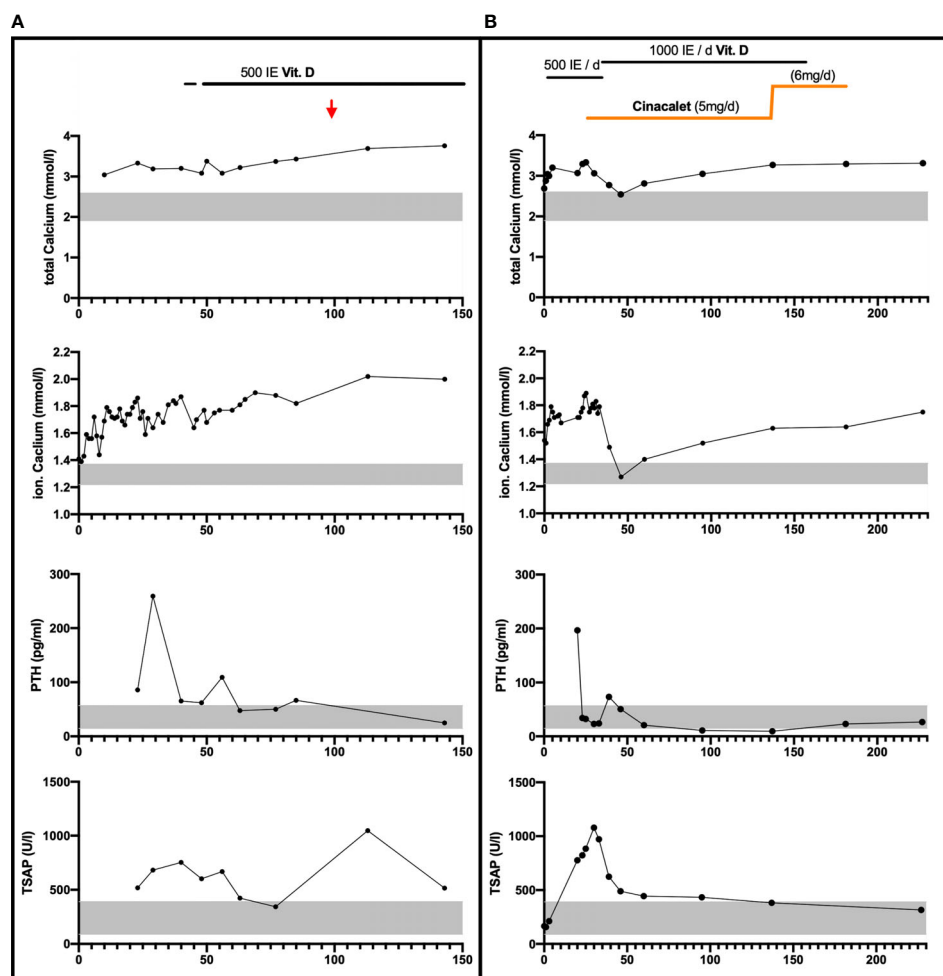 A
500 IE Vit. D
total Calcium (mmol/l)
4
3
2
1
0
0 50 100 150
ion. Caclium (mmol/l)
2.2
2.0
1.8
1.6
1.4
1.2
1.0
0 50 100 150
PTH (pg/ml)
300
200
100
0
0 50 100 150
TSAP (U/l)
1500
1000
500
0
0 50 100 150
B
1000 IE / d Vit. D
500 IE / d
(6mg/d)
Cinacalet (5mg/d)
total Calcium (mmol/l)
4
3
2
1
0
0 50 100 150 200
ion. Caclium (mmol/l)
2.2
2.0
1.8
1.6
1.4
1.2
1.0
0 50 100 150 200
PTH (pg/ml)
300
200
100
0
0 50 100 150 200
TSAP (U/l)
1500
1000
500
0
0 50 100 150 200